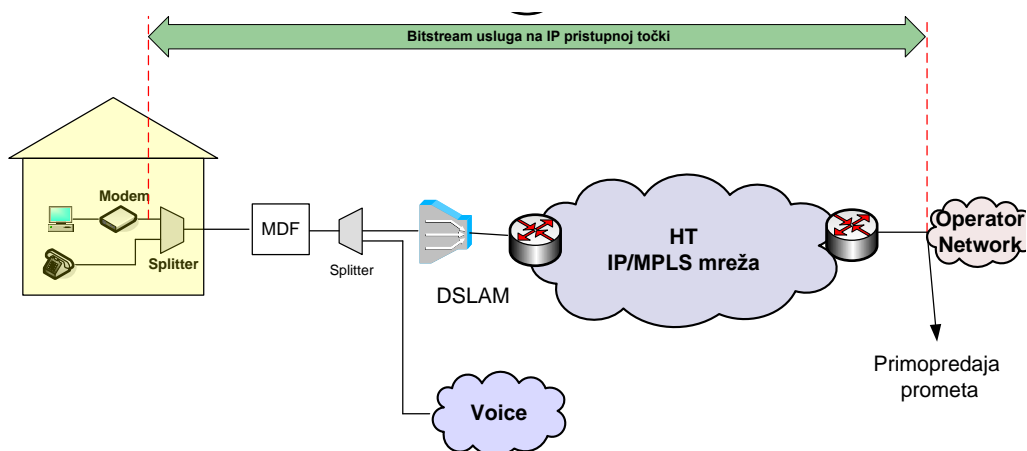 Bitstream usluga na IP pristupnoj točki
Modem
Splitter
MDF
Splitter
DSLAM
HT
IP/MPLS mreža
Operator
Network
Primopredaja
prometa
Voice